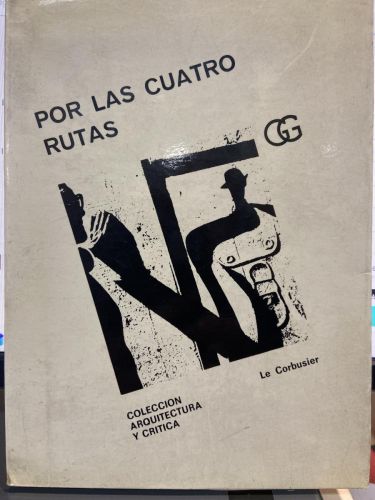 POR LAS CUATRO
RUTAS
GG
Le Corbusier
COLECCION
ARQUITECTURA
Y CRITICA